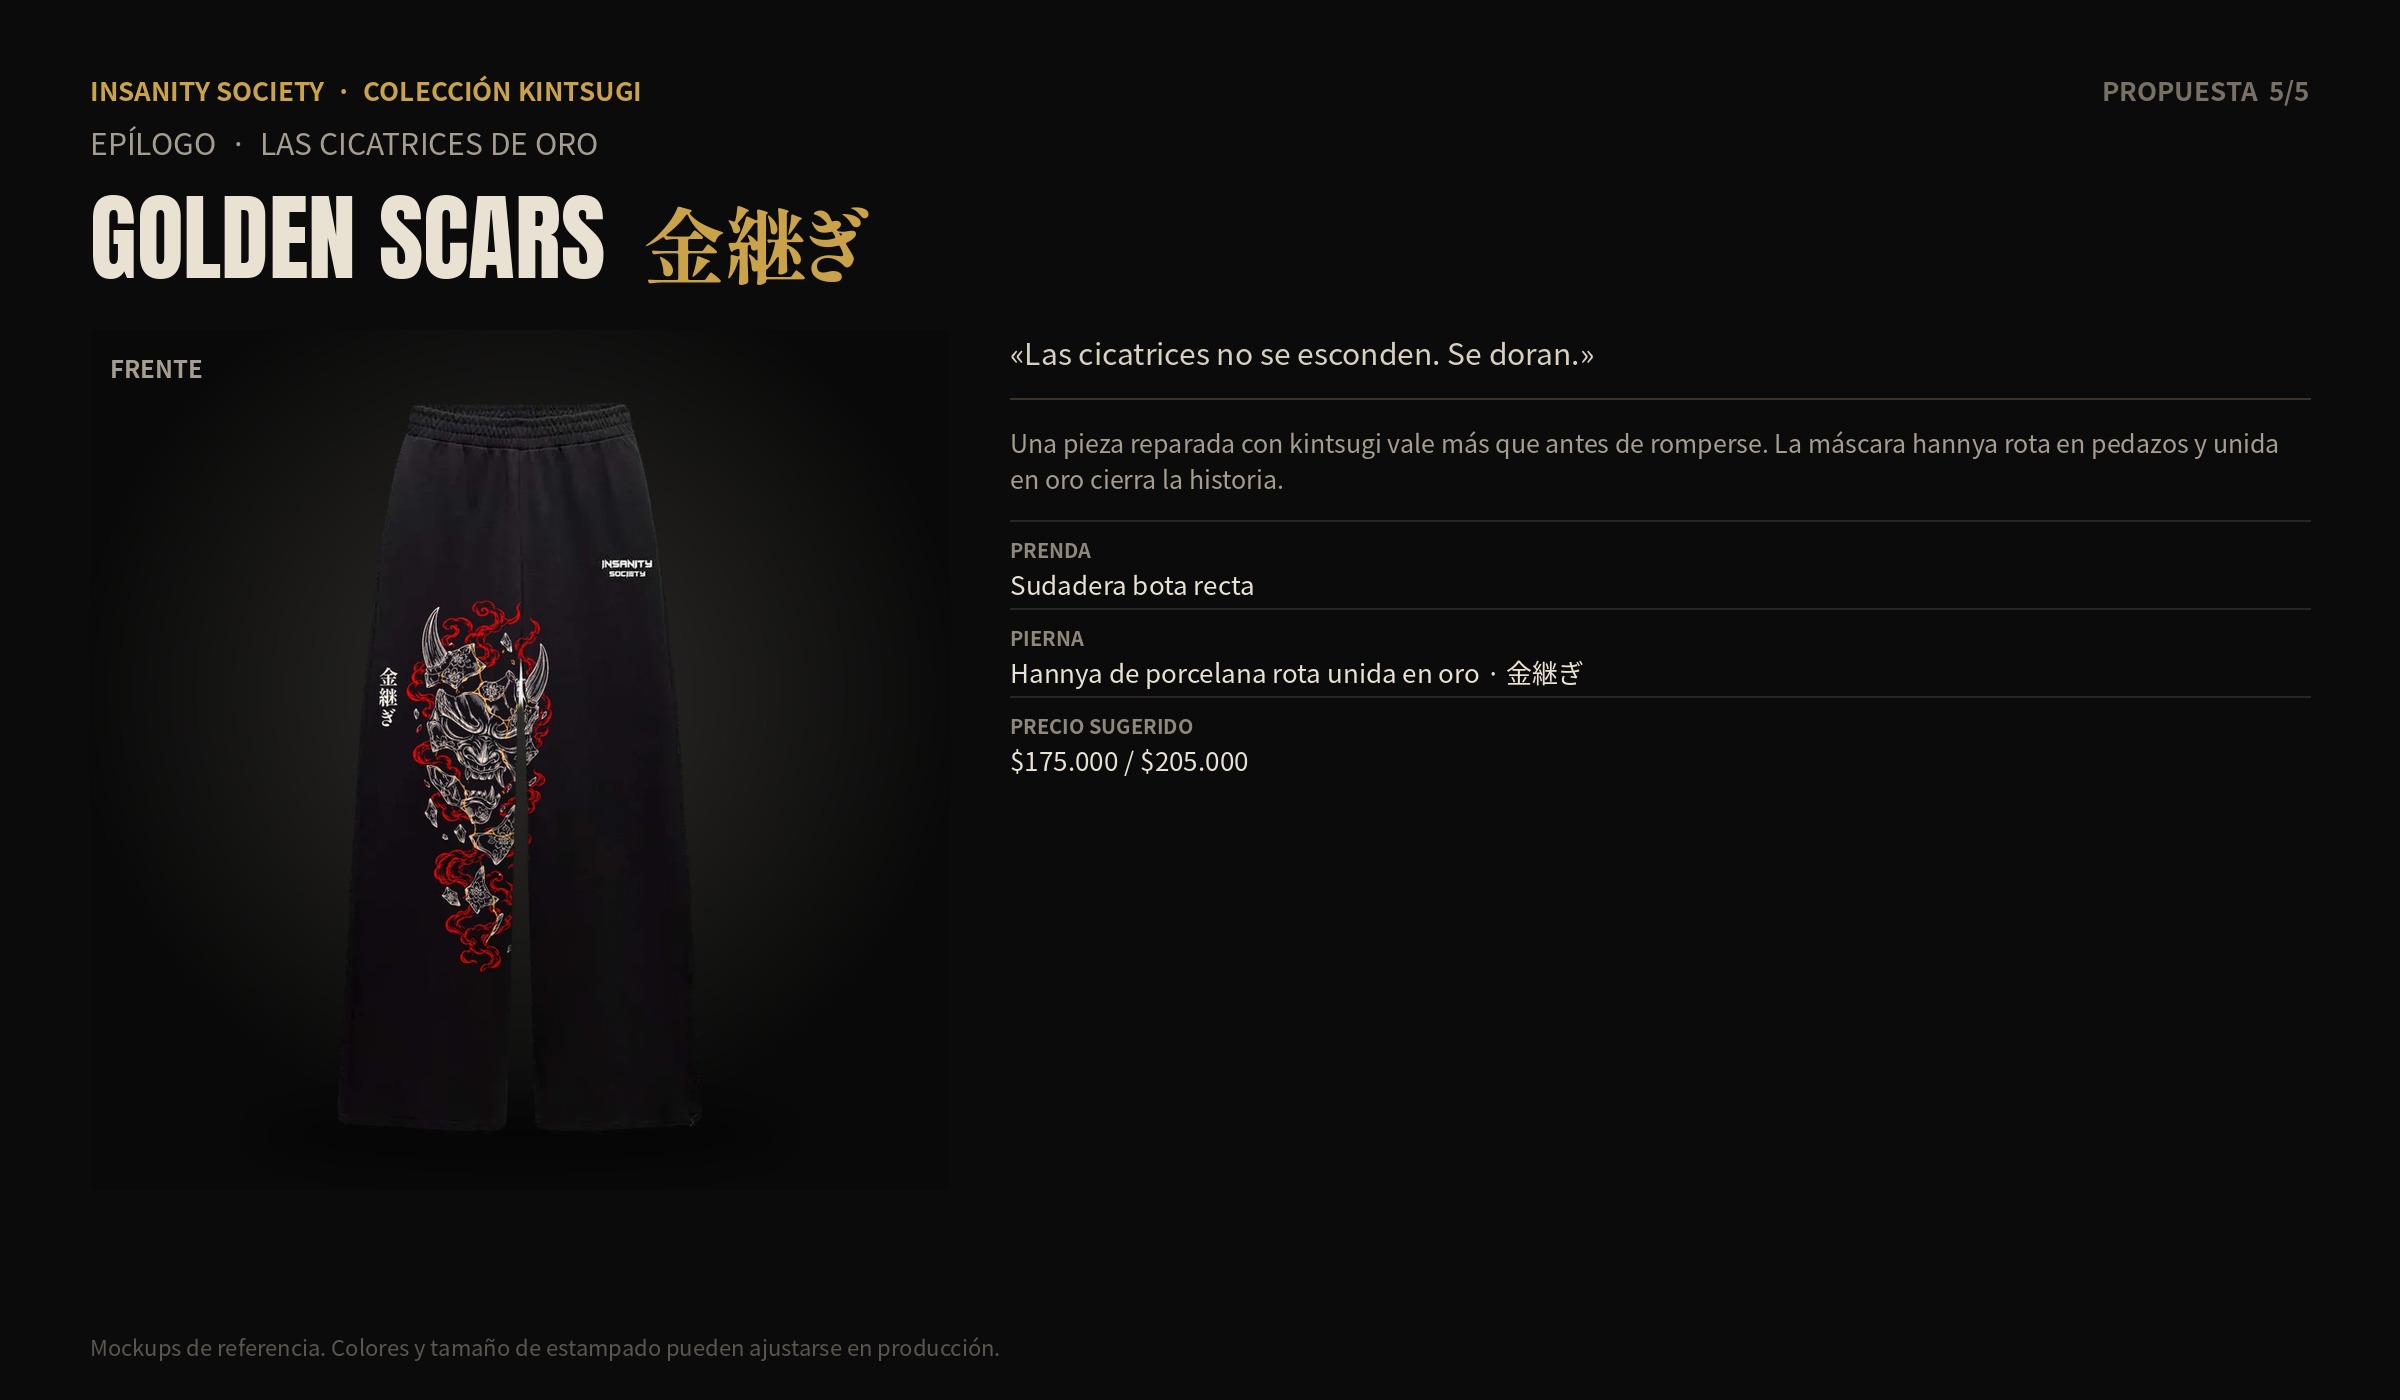 INSANITY SOCIETY · COLECCIÓN KINTSUGI
PROPUESTA 5/5
EPÍLOGO · LAS CICATRICES DE ORO
GOLDEN SCARS 金継ぎ
FRENTE
INSANITY
SOCIETY
金継ぎ
«Las cicatrices no se esconden. Se doran.»
Una pieza reparada con kintsugi vale más que antes de romperse. La máscara hannya rota en pedazos y unida
en oro cierra la historia.
PRENDA
Sudadera bota recta
PIERNA
Hannya de porcelana rota unida en oro · 金継ぎ
PRECIO SUGERIDO
$175.000 / $205.000
Mockups de referencia. Colores y tamaño de estampado pueden ajustarse en producción.